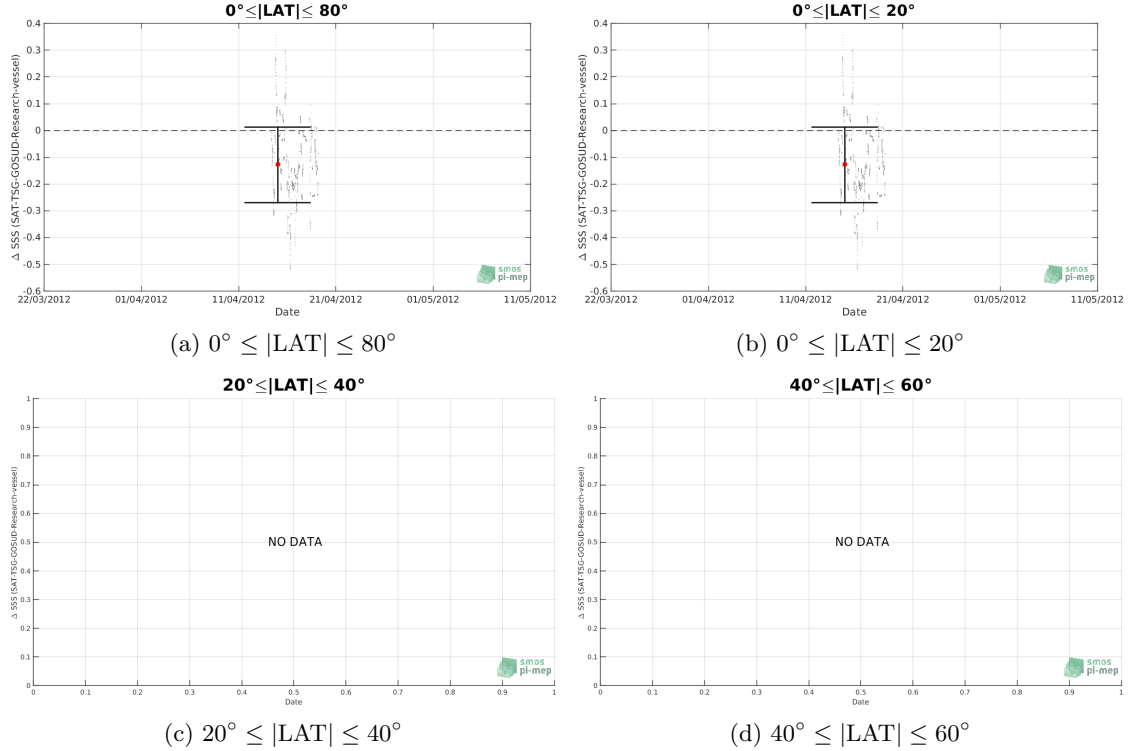 0°≤|LAT|≤ 80°
Δ SSS (SAT-TSG-GOSUD-Research-vessel)
0.4
0.3
0.2
0.1
0
-0.1
-0.2
-0.3
-0.4
-0.5
-0.6
22/03/2012 01/04/2012 11/04/2012 21/04/2012 01/05/2012 11/05/2012
Date
smos
pi-mep
(a) 0° ≤ |LAT| ≤ 80°
0°≤|LAT|≤ 20°
Δ SSS (SAT-TSG-GOSUD-Research-vessel)
0.4
0.3
0.2
0.1
0
-0.1
-0.2
-0.3
-0.4
-0.5
-0.6
22/03/2012 01/04/2012 11/04/2012 21/04/2012 01/05/2012 11/05/2012
Date
smos
pi-mep
(b) 0° ≤ |LAT| ≤ 20°
20°≤|LAT|≤ 40°
Δ SSS (SAT-TSG-GOSUD-Research-vessel)
1
0.9
0.8
0.7
0.6
0.5
0.4
0.3
0.2
0.1
0
NO DATA
0 0.1 0.2 0.3 0.4 0.5 0.6 0.7 0.8 0.9 1
Date
smos
pi-mep
(c) 20° ≤ |LAT| ≤ 40°
40°≤|LAT|≤ 60°
Δ SSS (SAT-TSG-GOSUD-Research-vessel)
1
0.9
0.8
0.7
0.6
0.5
0.4
0.3
0.2
0.1
0
NO DATA
0 0.1 0.2 0.3 0.4 0.5 0.6 0.7 0.8 0.9 1
Date
smos
pi-mep
(d) 40° ≤ |LAT| ≤ 60°